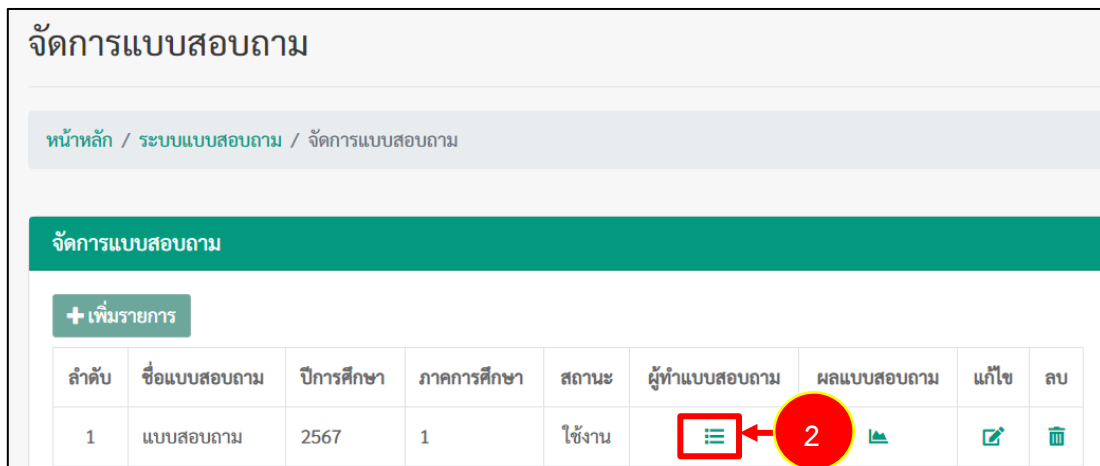 จัดการแบบสอบถาม
หน้าหลัก / ระบบแบบสอบถาม / จัดการแบบสอบถาม
จัดการแบบสอบถาม
+ เพิ่มรายการ
ลำดับ ชื่อแบบสอบถาม ปีการศึกษา ภาคการศึกษา สถานะ ผู้ทำแบบสอบถาม ผลแบบสอบถาม แก้ไข ลบ
1 แบบสอบถาม 2567 1 ใช้งาน 2